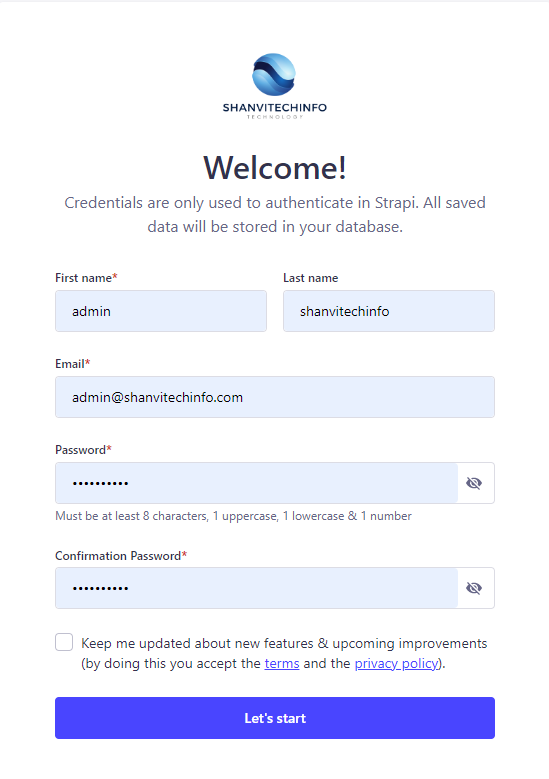 SHANVITECHINFO
TECHNOLOGY
Welcome!
Credentials are only used to authenticate in Strapi. All saved
data will be stored in your database.
First name*
Last name
admin
shanvitechinfo
Email*
admin@shanvitechinfo.com
Password*
••••••••••
Must be at least 8 characters, 1 uppercase, 1 lowercase & 1 number
Confirmation Password*
••••••••••
Keep me updated about new features & upcoming improvements
(by doing this you accept the terms and the privacy policy).
Let's start